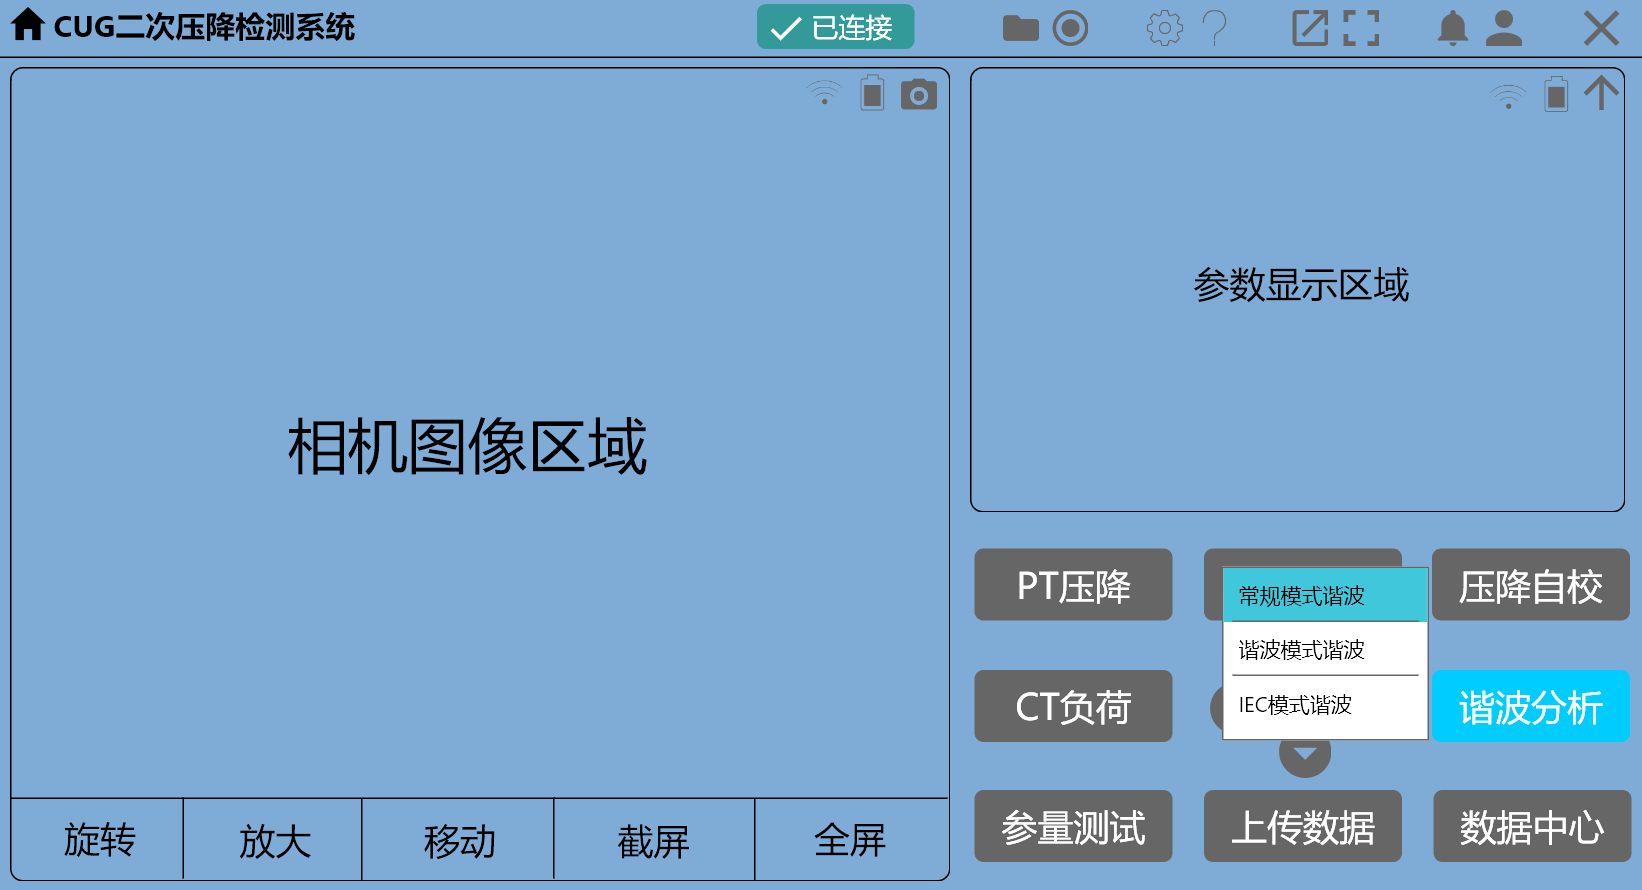 CUG二次压降检测系统
已连接
相机图像区域
参数显示区域
PT压降
压降自校
常规模式谐波
谐波模式谐波
IEC模式谐波
CT负荷
谐波分析
参量测试
上传数据
数据中心
旋转
放大
移动
截屏
全屏